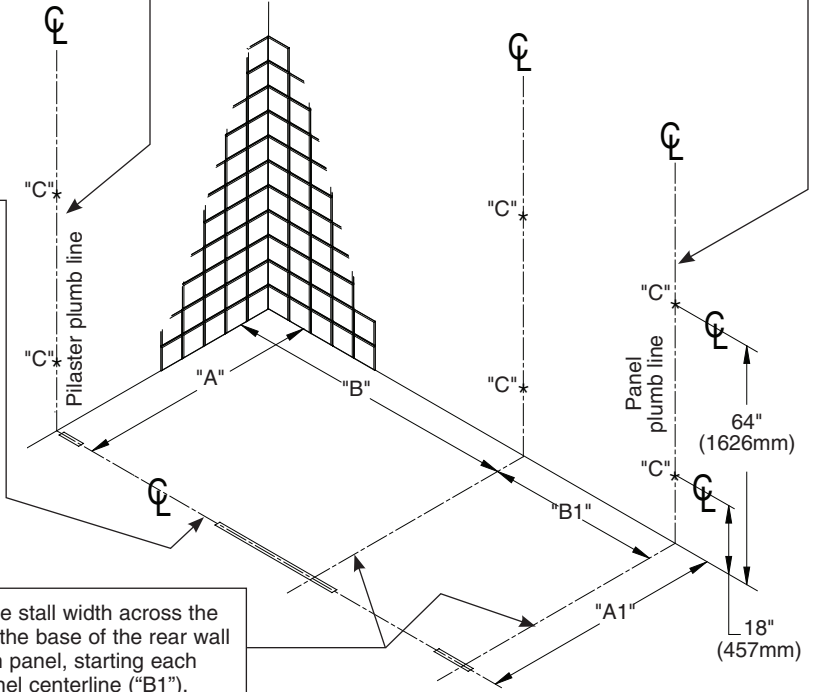 ℄
℄
℄
"C"
"C"
"C"
"C"
"C"
"C"
Pilaster plumb line
Panel
plumb line
℄
℄
℄
"A"
"B"
"B1"
"A1"
64"
(1626mm)
18"
(457mm)
e stall width across the
the base of the rear wall
panel, starting each
nel centerline (“B1”).